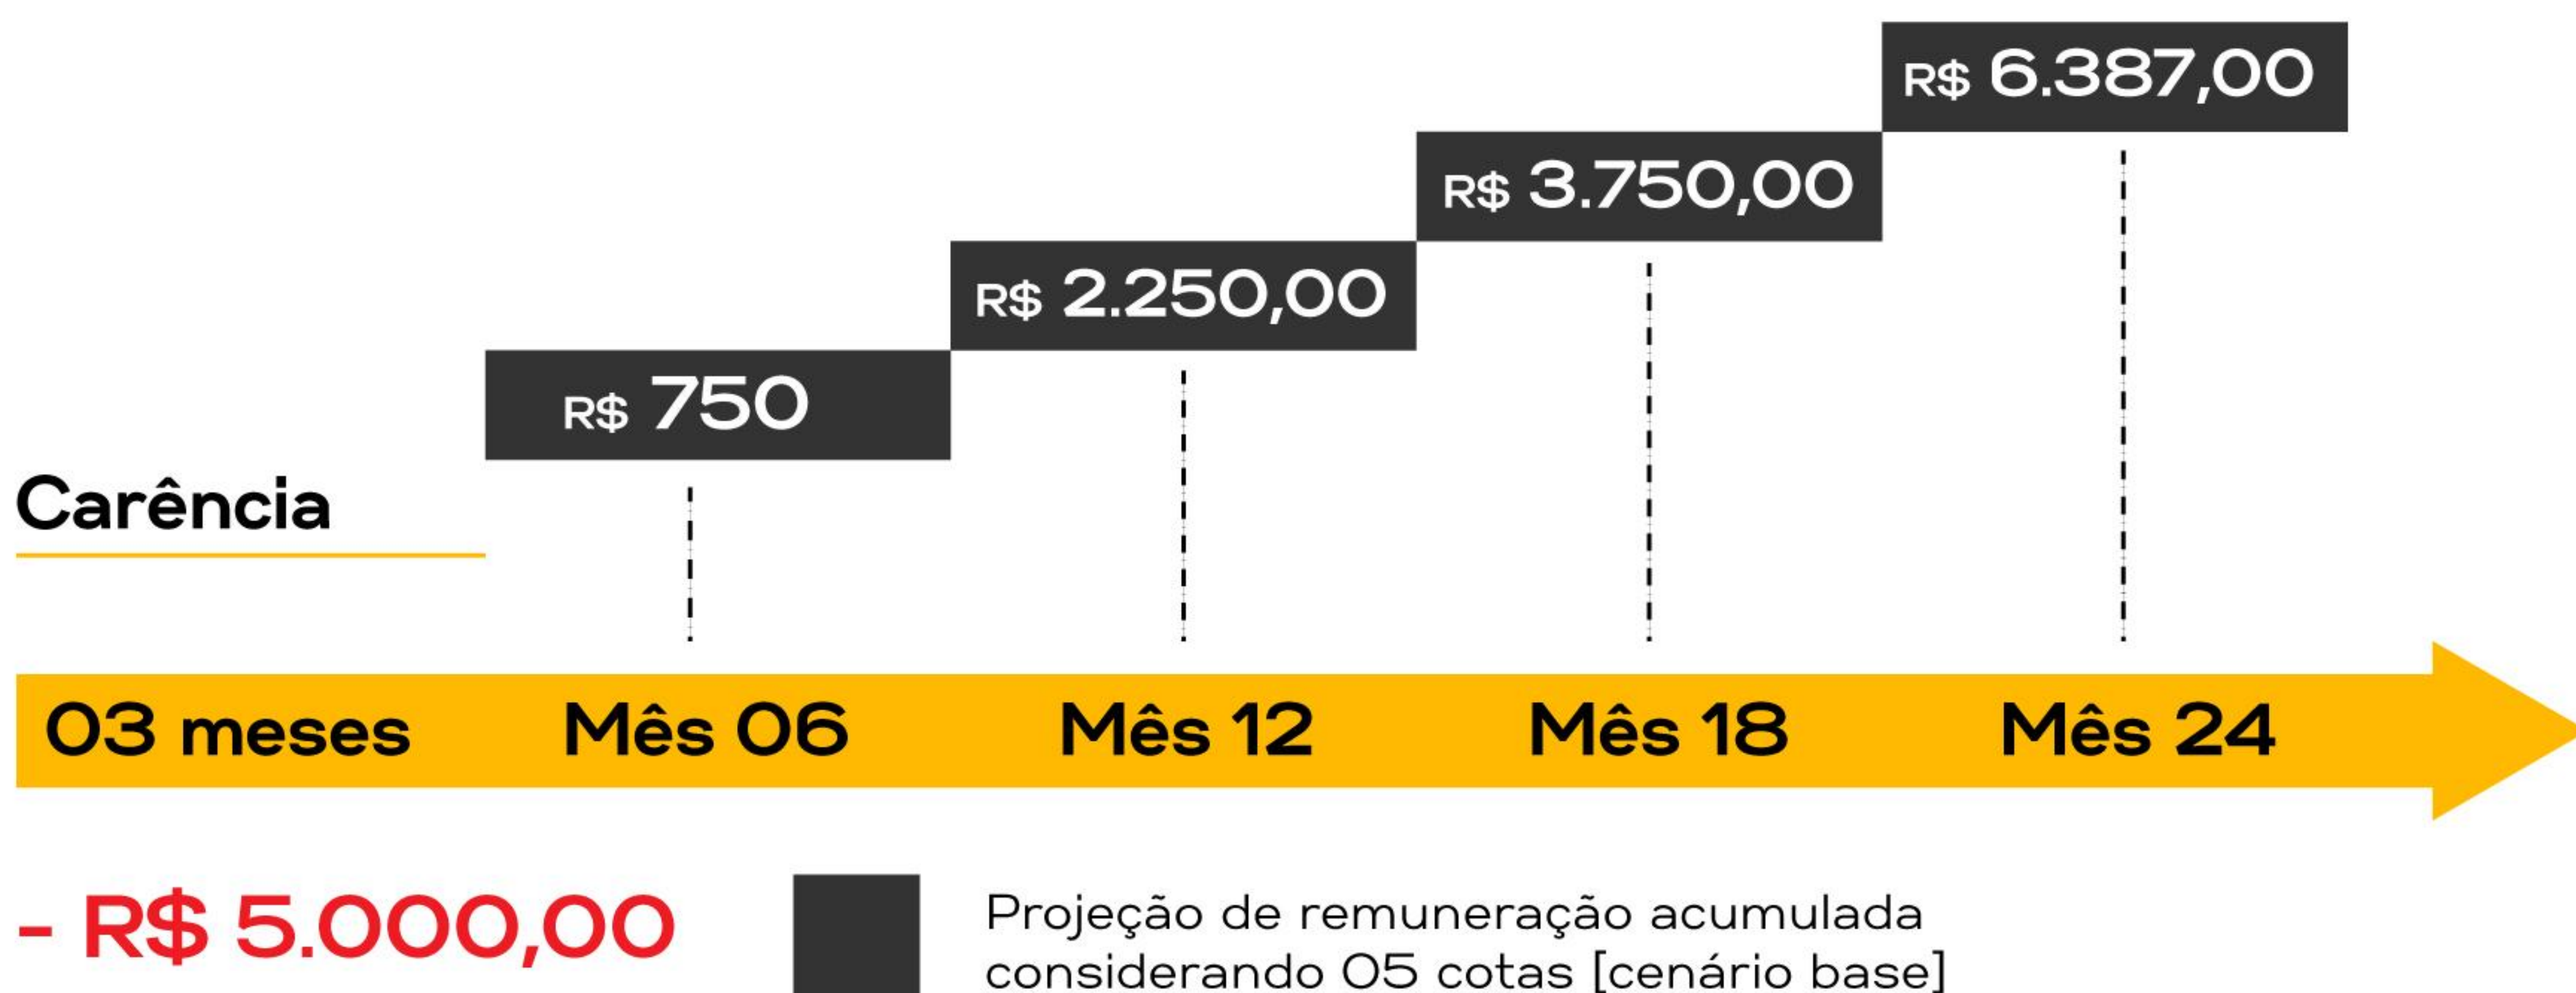 R$ 6.387,00
R$ 3.750,00
R$ 2.250,00
R$ 750
Carência
03 meses
Mês 06
Mês 12
Mês 18
Mês 24
- R$ 5.000,00
Projeção de remuneração acumulada
considerando 05 cotas [cenário base]